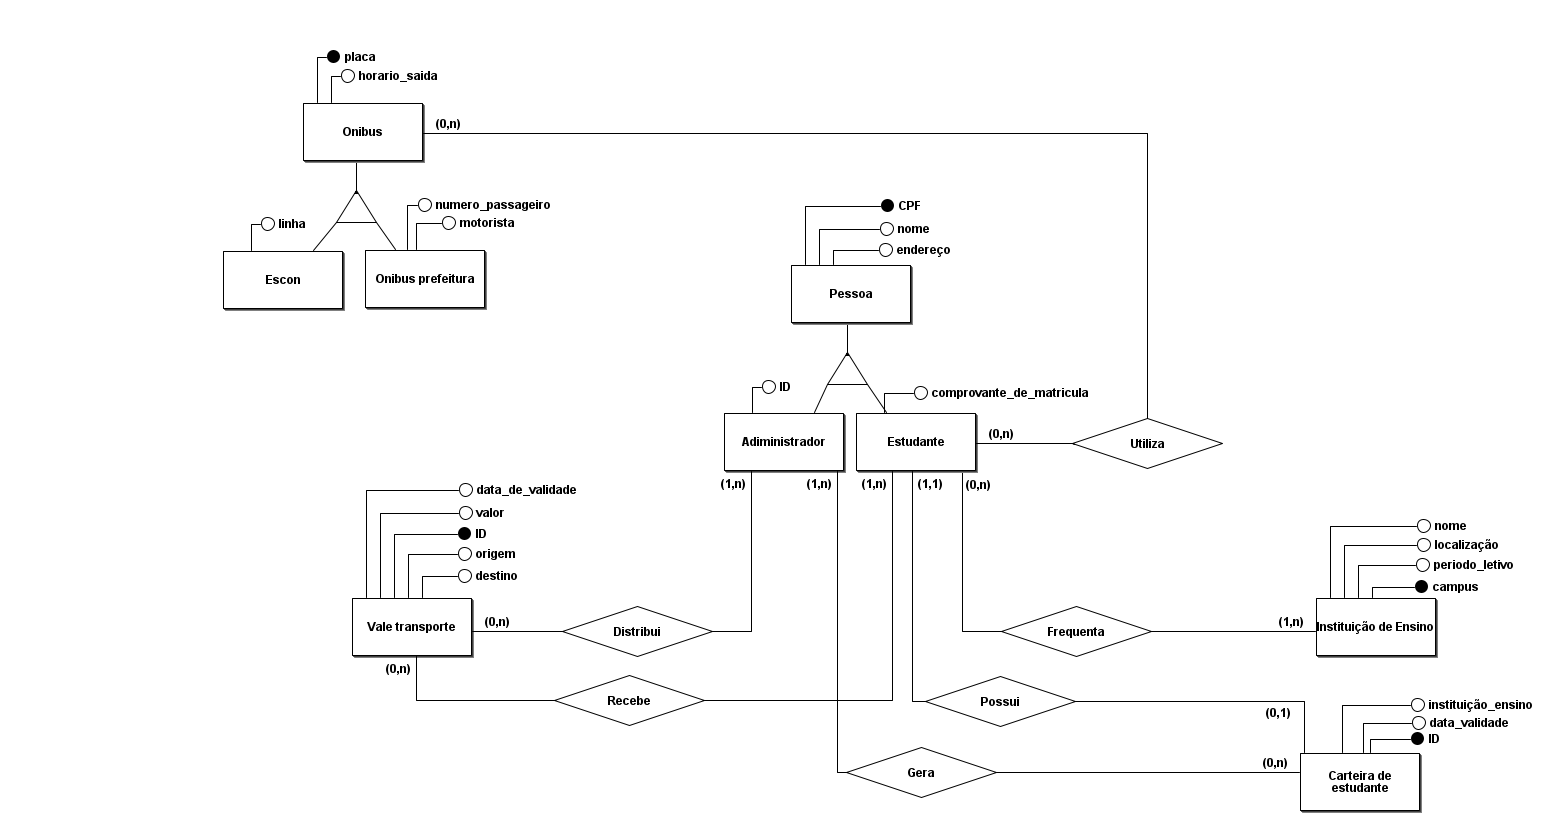 placa
horario_saida
Onibus
(0,n)
linha
numero_passageiro
motorista
Escon
Onibus prefeitura
CPF
nome
endereço
Pessoa
ID
comprovante_de_matricula
Adiministrador
Estudante
(0,n)
Utiliza
(1,n)
(1,n)
(1,n)
(1,1)
(0,n)
data_de_validade
valor
ID
origem
destino
Vale transporte
(0,n)
Distribui
(0,n)
Recebe
nome
localização
periodo_letivo
campus
Frequenta
(1,n)
Instituição de Ensino
Possui
(0,1)
instituição_ensino
data_validade
ID
Gera
(0,n)
Carteira de
estudante